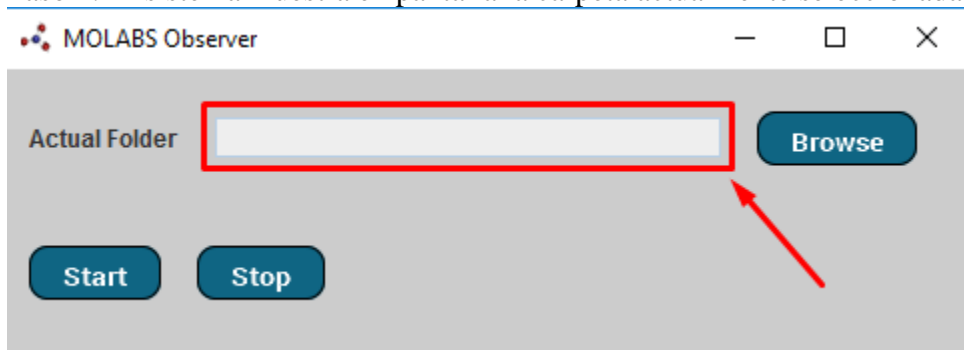 MOLABS Observer
Actual Folder
Browse
Start
Stop